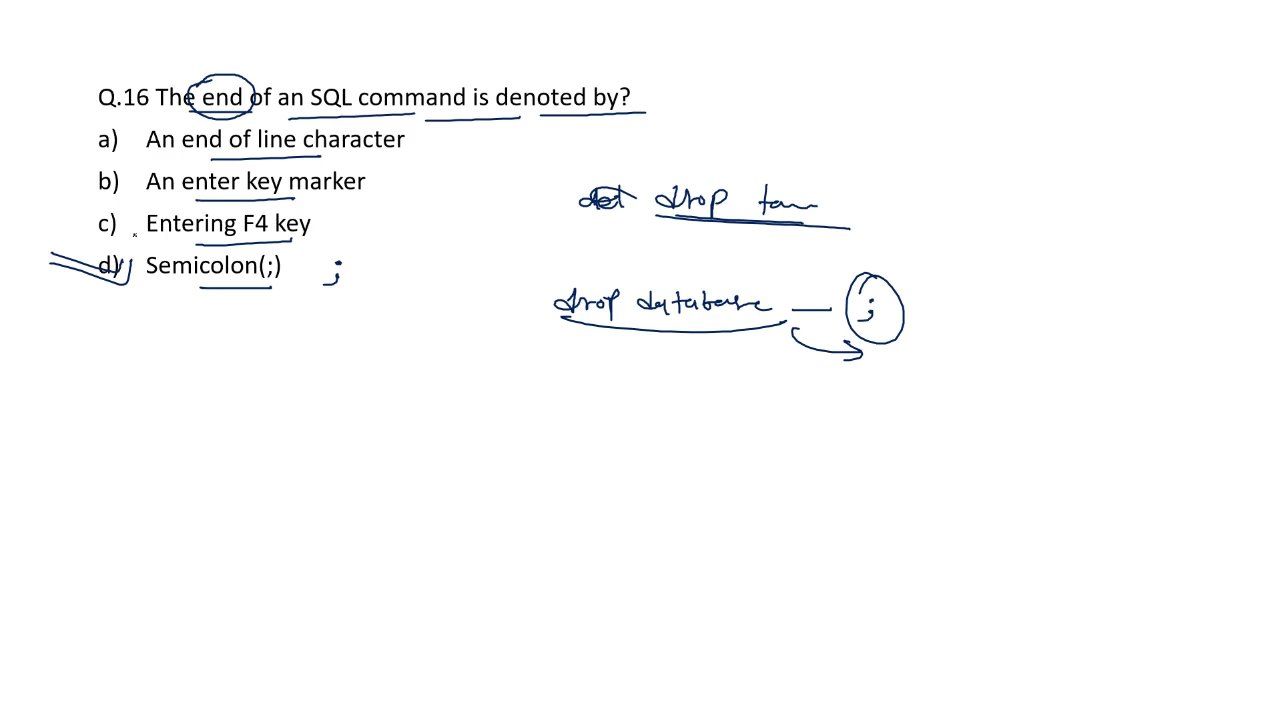 Q.16 The end of an SQL command is denoted by?
a) An end of line character
b) An enter key marker
c) Entering F4 key
d) Semicolon(;) ;
drop
drop database — ;